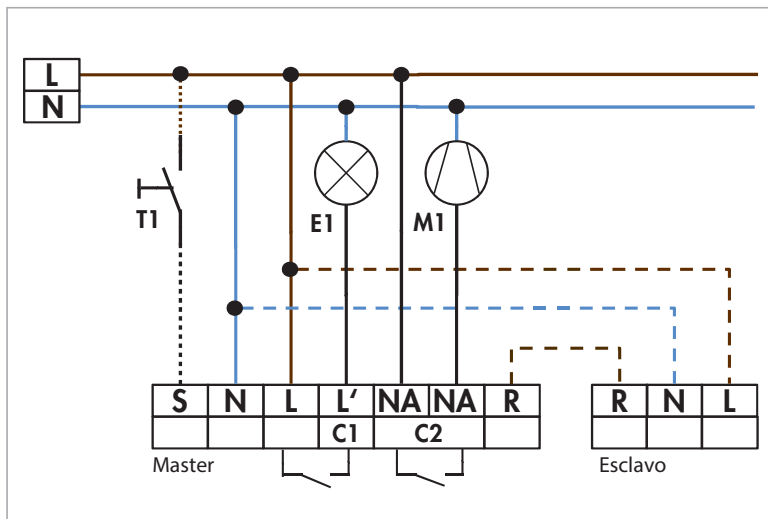 L
N
T1
E1
M1
S N L L‘ NA NA R
R N L
C1 C2
Master
Esclavo